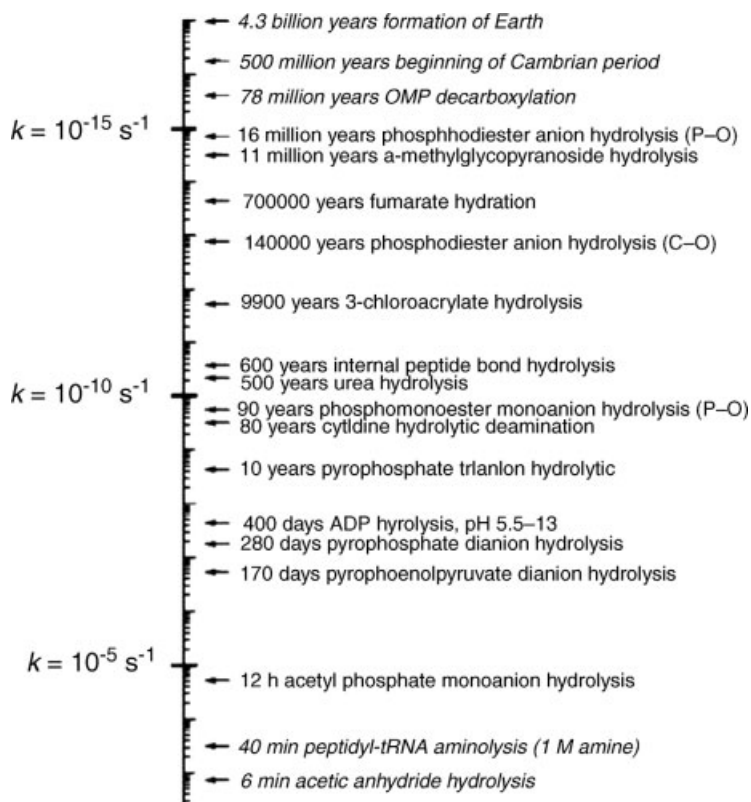 4.3 billion years formation of Earth
500 million years beginning of Cambrian period
78 million years OMP decarboxylation
k = 10⁻¹⁵ s⁻¹
16 million years phosphhodiester anion hydrolysis (P–O)
11 million years a-methylglycopyranoside hydrolysis
700000 years fumarate hydration
140000 years phosphodiester anion hydrolysis (C–O)
9900 years 3-chloroacrylate hydrolysis
600 years internal peptide bond hydrolysis
500 years urea hydrolysis
k = 10⁻¹⁰ s⁻¹
90 years phosphomonoester monoanion hydrolysis (P–O)
80 years cytldine hydrolytic deamination
10 years pyrophosphate trlanlon hydrolytic
400 days ADP hyrolysis, pH 5.5–13
280 days pyrophosphate dianion hydrolysis
170 days pyrophoenolpyruvate dianion hydrolysis
k = 10⁻⁵ s⁻¹
12 h acetyl phosphate monoanion hydrolysis
40 min peptidyl-tRNA aminolysis (1 M amine)
6 min acetic anhydride hydrolysis